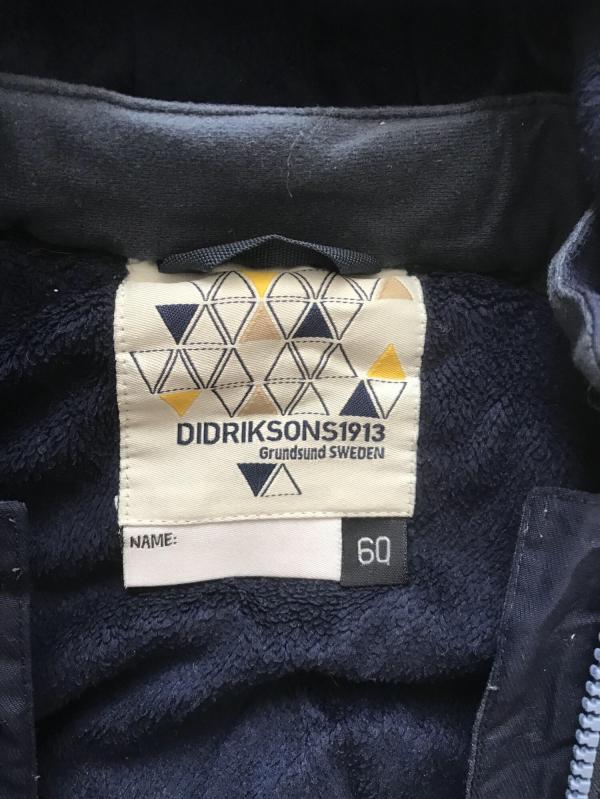 DIDRIKSONS1913
Grundsund SWEDEN
NAME:
60